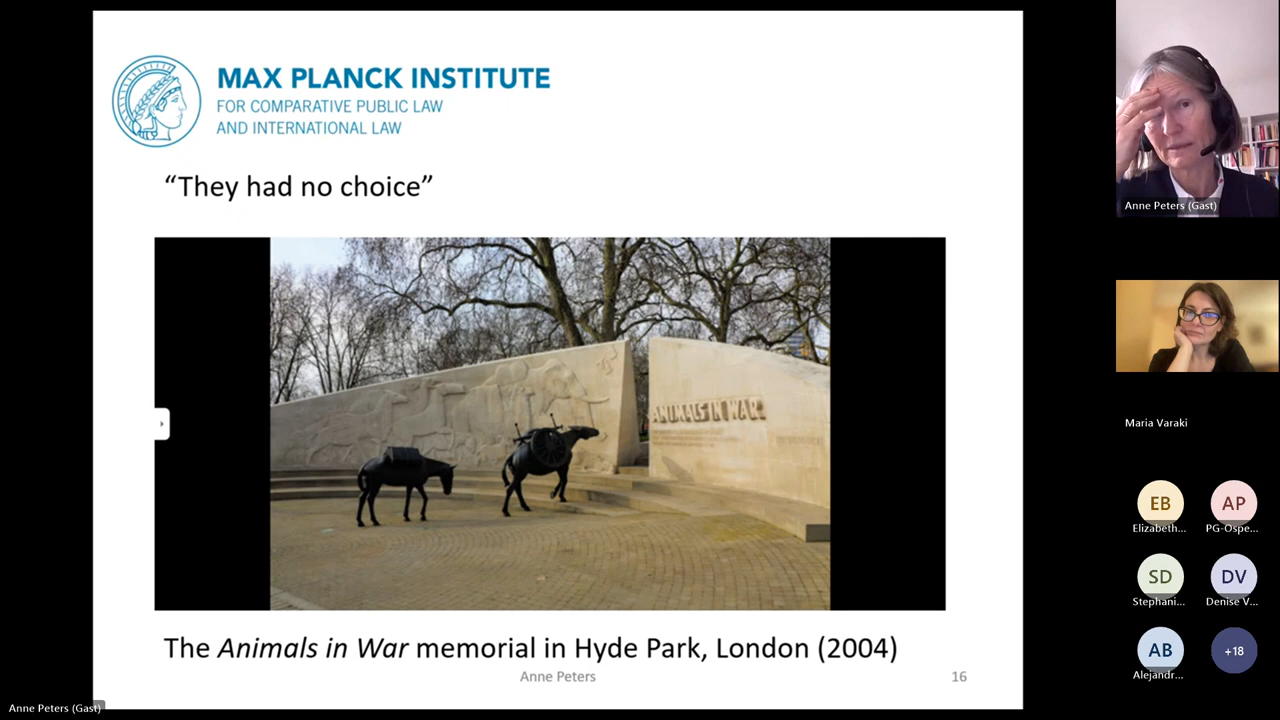 MAX PLANCK INSTITUTE
FOR COMPARATIVE PUBLIC LAW
AND INTERNATIONAL LAW
“They had no choice”
ANIMALS IN WAR
The Animals in War memorial in Hyde Park, London (2004)
Anne Peters
16
Anne Peters (Gast)
Anne Peters (Gast)
Maria Varaki
EB
Elizabeth...
AP
PG-Ospe...
SD
Stephani...
DV
Denise V...
AB
Alejandr...
+18